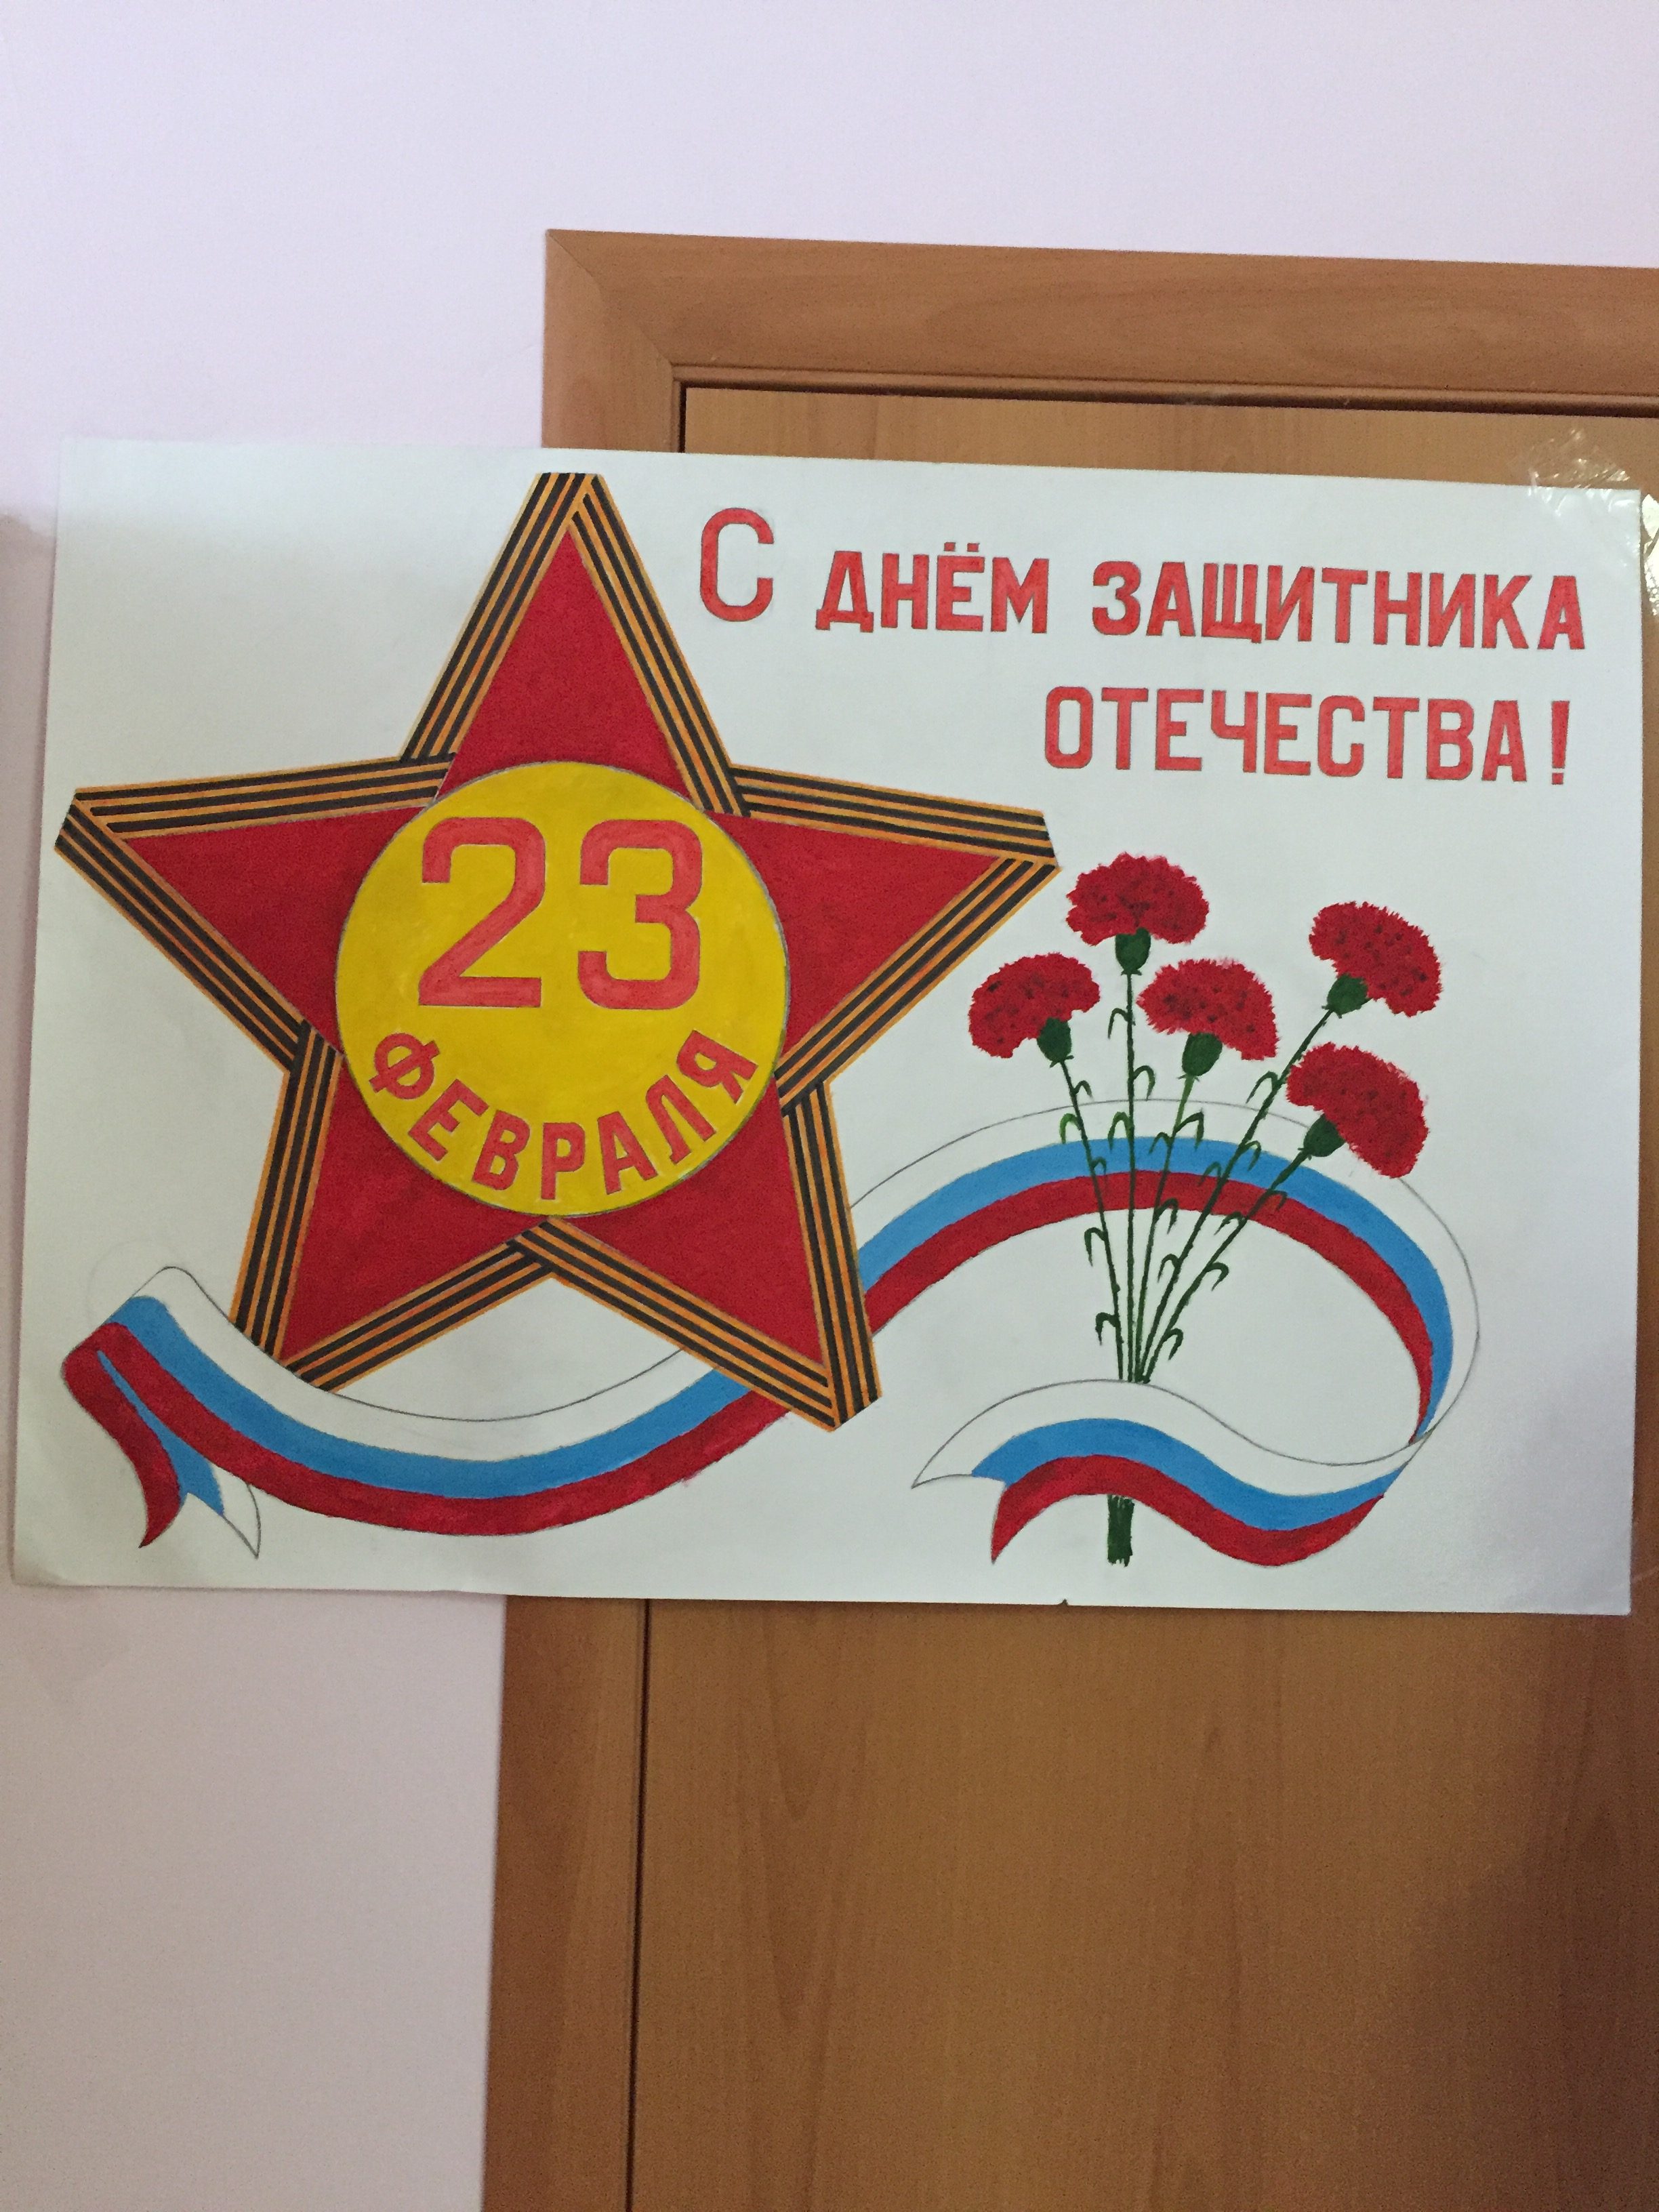 С ДНЁМ ЗАЩИТНИКА
ОТЕЧЕСТВА!
23
ФЕВРАЛЯ